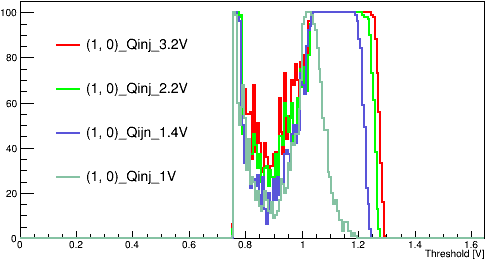 100
80
60
40
20
0
(1, 0)_Qinj_3.2V
(1, 0)_Qinj_2.2V
(1, 0)_Qijn_1.4V
(1, 0)_Qinj_1V
0 0.2 0.4 0.6 0.8 1 1.2 1.4 1.6
Threshold [V]